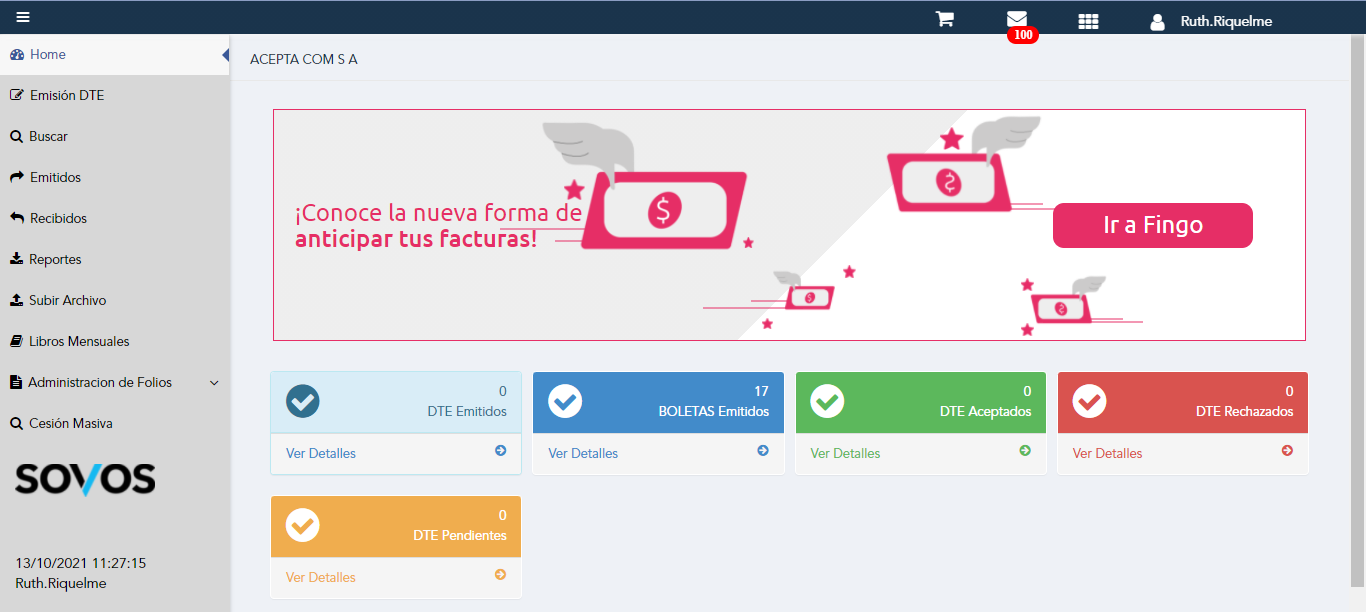 100
Ruth.Riquelme
Home
ACEPTA COM S A
Emisión DTE
Buscar
Emitidos
Recibidos
Reportes
Subir Archivo
Libros Mensuales
Administracion de Folios
Cesión Masiva
SOVOS
13/10/2021 11:27:15
Ruth.Riquelme
¡Conoce la nueva forma de
anticipar tus facturas!
$
$
$
$
Ir a Fingo
0
DTE Emitidos
Ver Detalles
17
BOLETAS Emitidos
Ver Detalles
0
DTE Aceptados
Ver Detalles
0
DTE Rechazados
Ver Detalles
0
DTE Pendientes
Ver Detalles